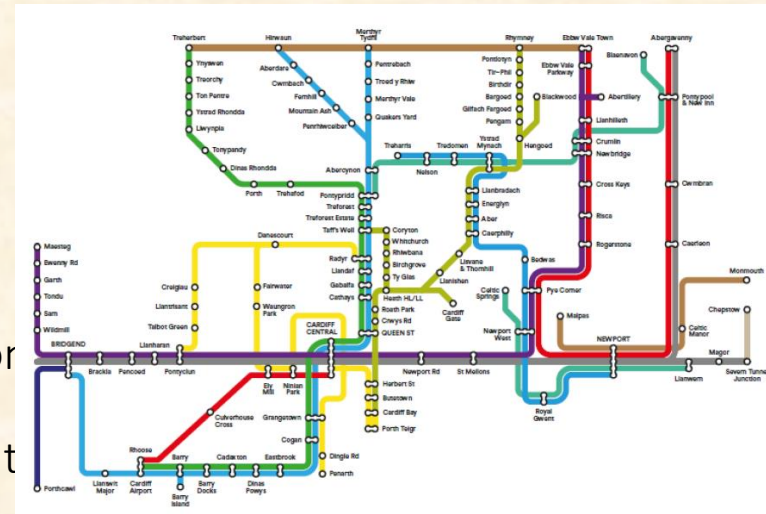 Treherbert
Hirwaun
Merthyr
Tydfil
Rhymney
Ebbw Vale Town
Abergavenny
Ynyswen
Treorchy
Ton Pentre
Ystrad Rhondda
Llwynpia
Tonypandy
Dinas Rhondda
Porth
Trehafod
Aberdare
Cwmbach
Fernhill
Mountain Ash
Penrhiwceiber
Pentrebach
Troed y Rhiw
Merthyr Vale
Quakers Yard
Abercynon
Pontypridd
Treforest
Treforest Estate
Taff's Well
Radyr
Llandaf
Gabalfa
Cathays
QUEEN ST
Pontlotyn
Tir-Phil
Birthdir
Bargoed
Gilfach Fargoed
Pengam
Hengoed
Blackwood
Abertillery
Ebbw Vale
Parkway
Blaenavon
Pontypool
& New Inn
Llanhilleth
Crumlin
Newbridge
Treharris
Nelson
Tredomen
Ystrad
Mynach
Llanbradach
Energlyn
Aber
Caerphilly
Lisvane
& Thornhill
Llanishen
Cardiff
Gate
Coryton
Whitchurch
Rhiwbana
Birchgrove
Ty Glas
Heath HL/LL
Roath Park
Crwys Rd
Cross Keys
Risca
Rogerstone
Bedwas
Pye Corner
Celtic
Springs
Newport
West
Cwmbran
Caerleon
Monmouth
Chepstow
Celtic
Manor
Malpas
NEWPORT
Magor
Severn Tunnel
Junction
Llanwern
Royal
Gwent
Maesteg
Ewenny Rd
Garth
Tondu
Sarn
Wildmill
BRIDGEND
Brackla
Pencoed
Llanharan
Pontyclun
Danescourt
Creigiau
Llantrisant
Talbot Green
Fairwater
Waungron
Park
CARDIFF
CENTRAL
Ely
Mill
Ninian
Park
Newport Rd
St Mellons
Herbert St
Butetown
Cardiff Bay
Porth Teigr
Grangetown
Cogan
Dingle Rd
Penarth
Culverhouse
Cross
Rhoose
Cardiff
Airport
Barry
Barry
Island
Cadoxton
Barry
Docks
Eastbrook
Dinas
Powys
Llantwit
Major
Porthcawl
or
t